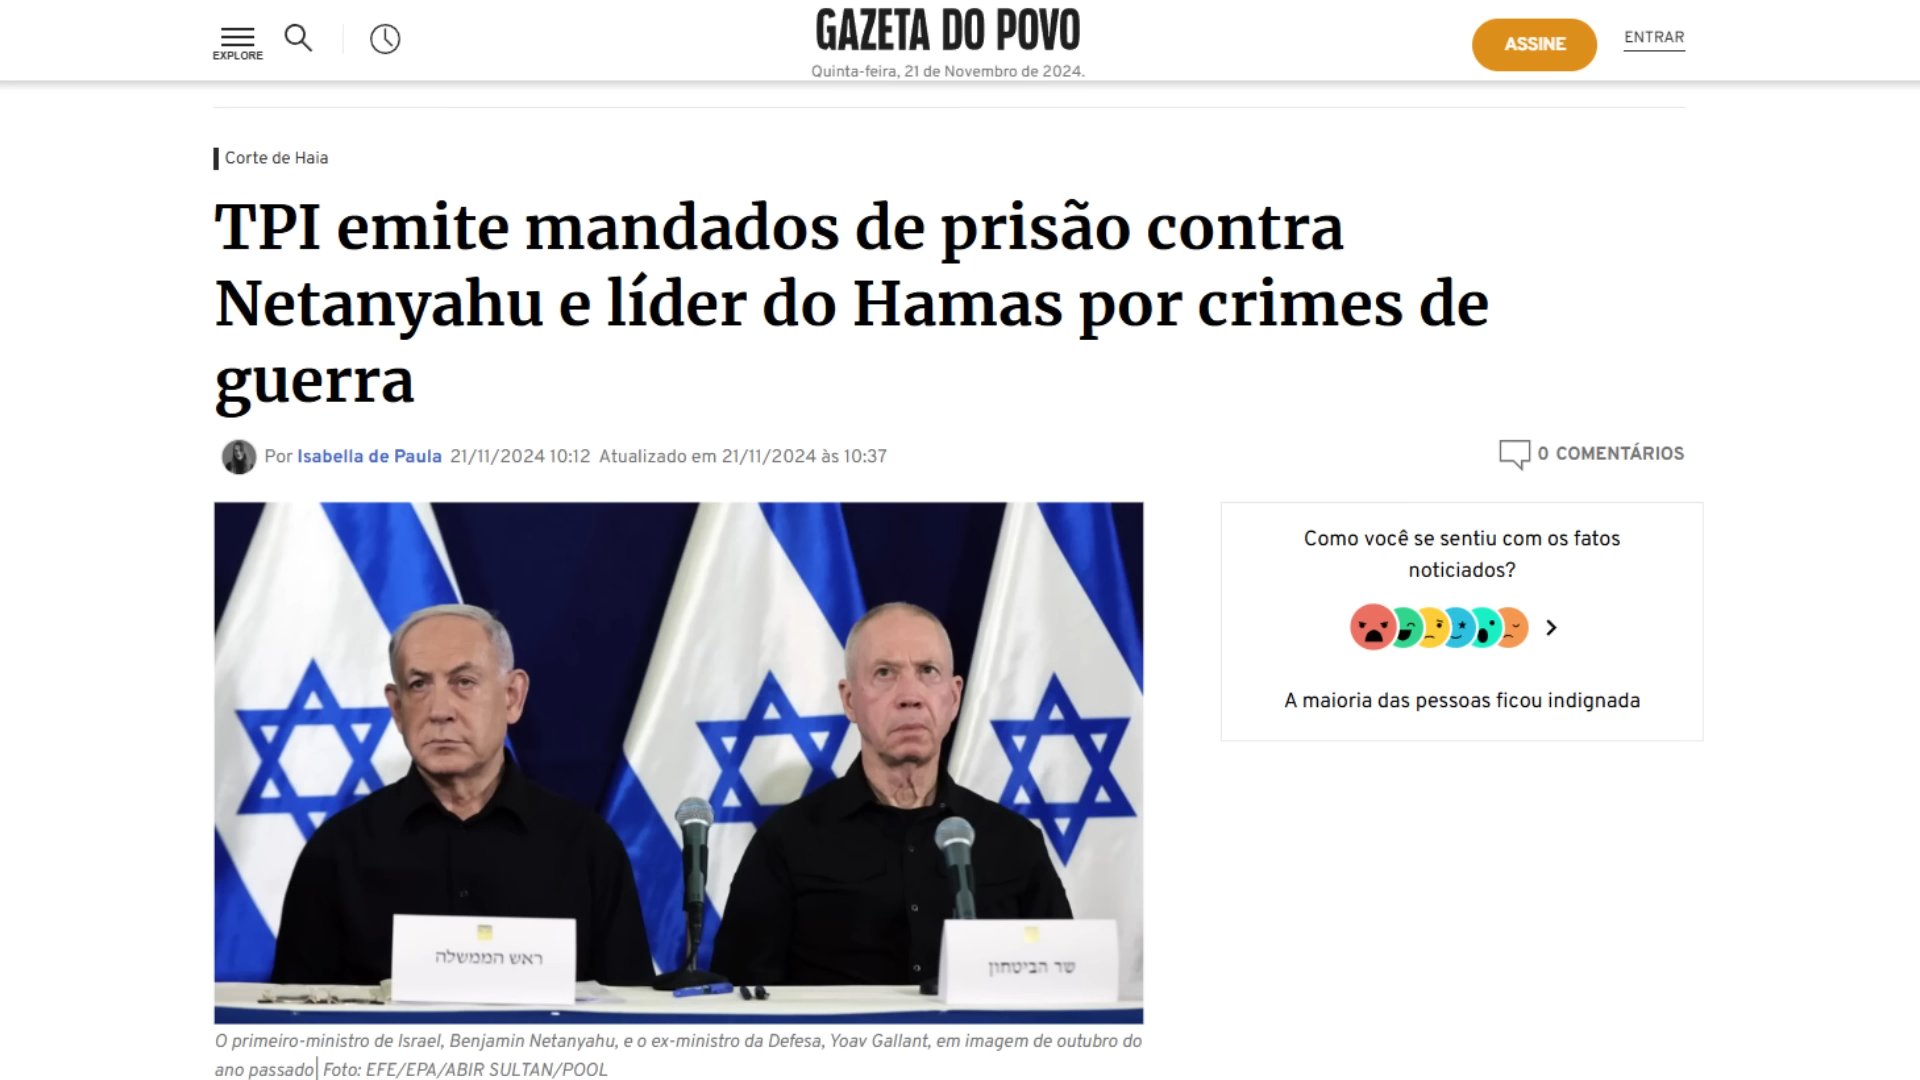 EXPLORE
GAZETA DO POVO
Quinta-feira, 21 de Novembro de 2024.
ASSINE
ENTRAR
Corte de Haia
TPI emite mandados de prisão contra
Netanyahu e líder do Hamas por crimes de
guerra
Por Isabella de Paula 21/11/2024 10:12 Atualizado em 21/11/2024 às 10:37
0 COMENTÁRIOS
ראש הממשלה
שר הביטחון
Como você se sentiu com os fatos
noticiados?
A maioria das pessoas ficou indignada
O primeiro-ministro de Israel, Benjamin Netanyahu, e o ex-ministro da Defesa, Yoav Gallant, em imagem de outubro do
ano passado| Foto: EFE/EPA/ABIR SULTAN/POOL